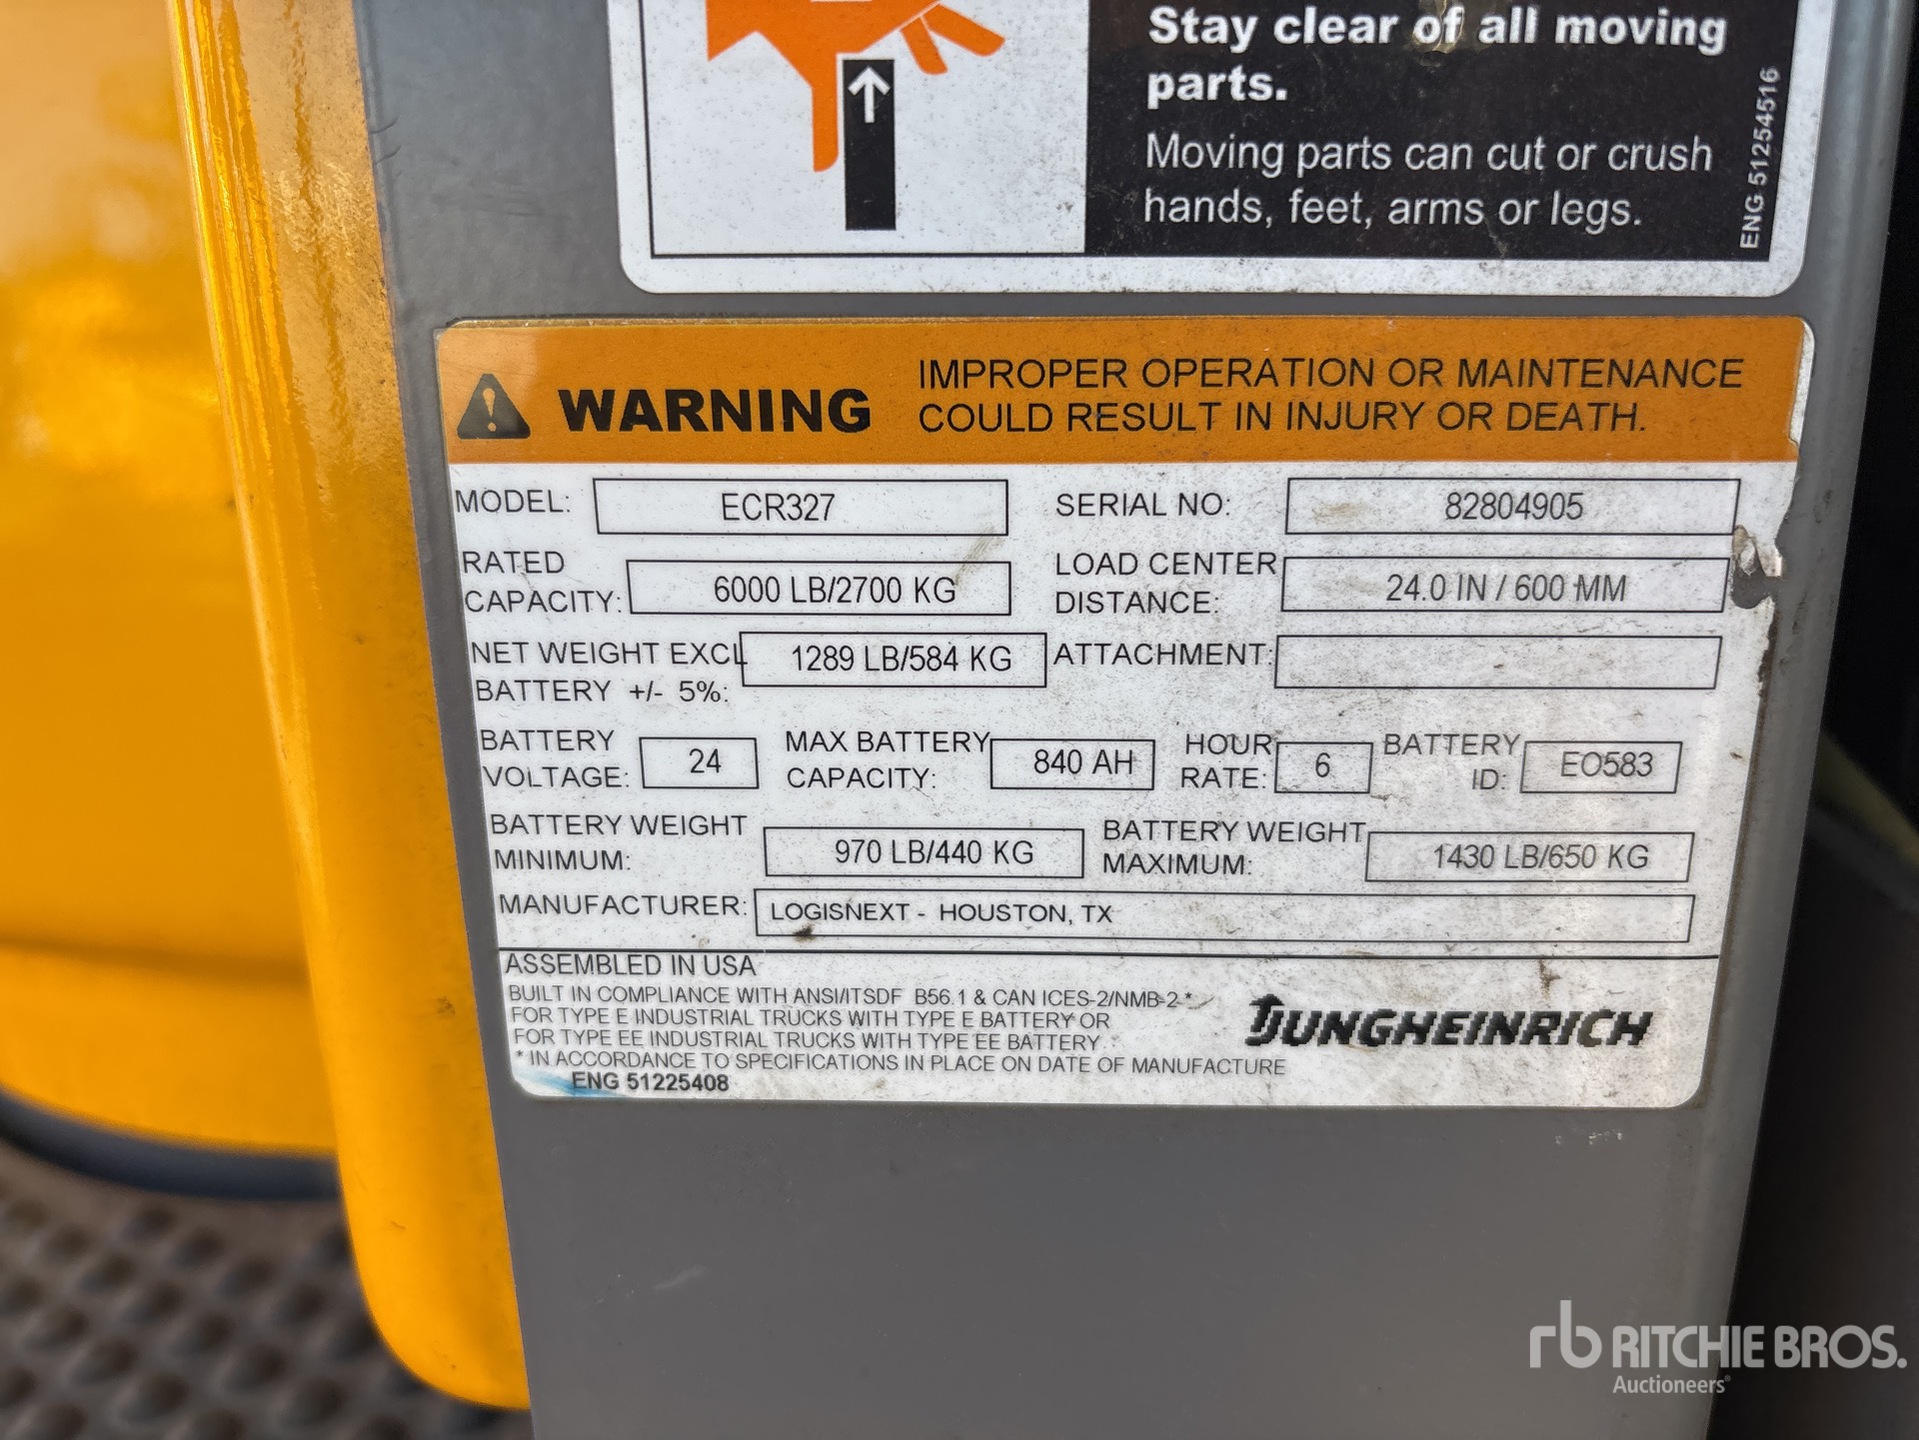 Stay clear of all moving
parts.
Moving parts can cut or crush
hands, feet, arms or legs.
ENG 51254516
WARNING
IMPROPER OPERATION OR MAINTENANCE
COULD RESULT IN INJURY OR DEATH.
MODEL: ECR327 SERIAL NO: 82804905
RATED CAPACITY: 6000 LB/2700 KG LOAD CENTER DISTANCE: 24.0 IN / 600 MM
NET WEIGHT EXCL BATTERY +/- 5%: 1289 LB/584 KG ATTACHMENT:
BATTERY VOLTAGE: 24 MAX BATTERY CAPACITY: 840 AH HOUR RATE: 6 BATTERY ID: EO583
BATTERY WEIGHT MINIMUM: 970 LB/440 KG BATTERY WEIGHT MAXIMUM: 1430 LB/650 KG
MANUFACTURER: LOGISNEXT - HOUSTON, TX
ASSEMBLED IN USA
BUILT IN COMPLIANCE WITH ANSI/ITSDF B56.1 & CAN ICES-2/NMB-2 *
FOR TYPE E INDUSTRIAL TRUCKS WITH TYPE E BATTERY OR
FOR TYPE EE INDUSTRIAL TRUCKS WITH TYPE EE BATTERY .
* IN ACCORDANCE TO SPECIFICATIONS IN PLACE ON DATE OF MANUFACTURE
ENG 51225408
JUNGHEINRICH
rb RITCHIE BROS.
Auctioneers®